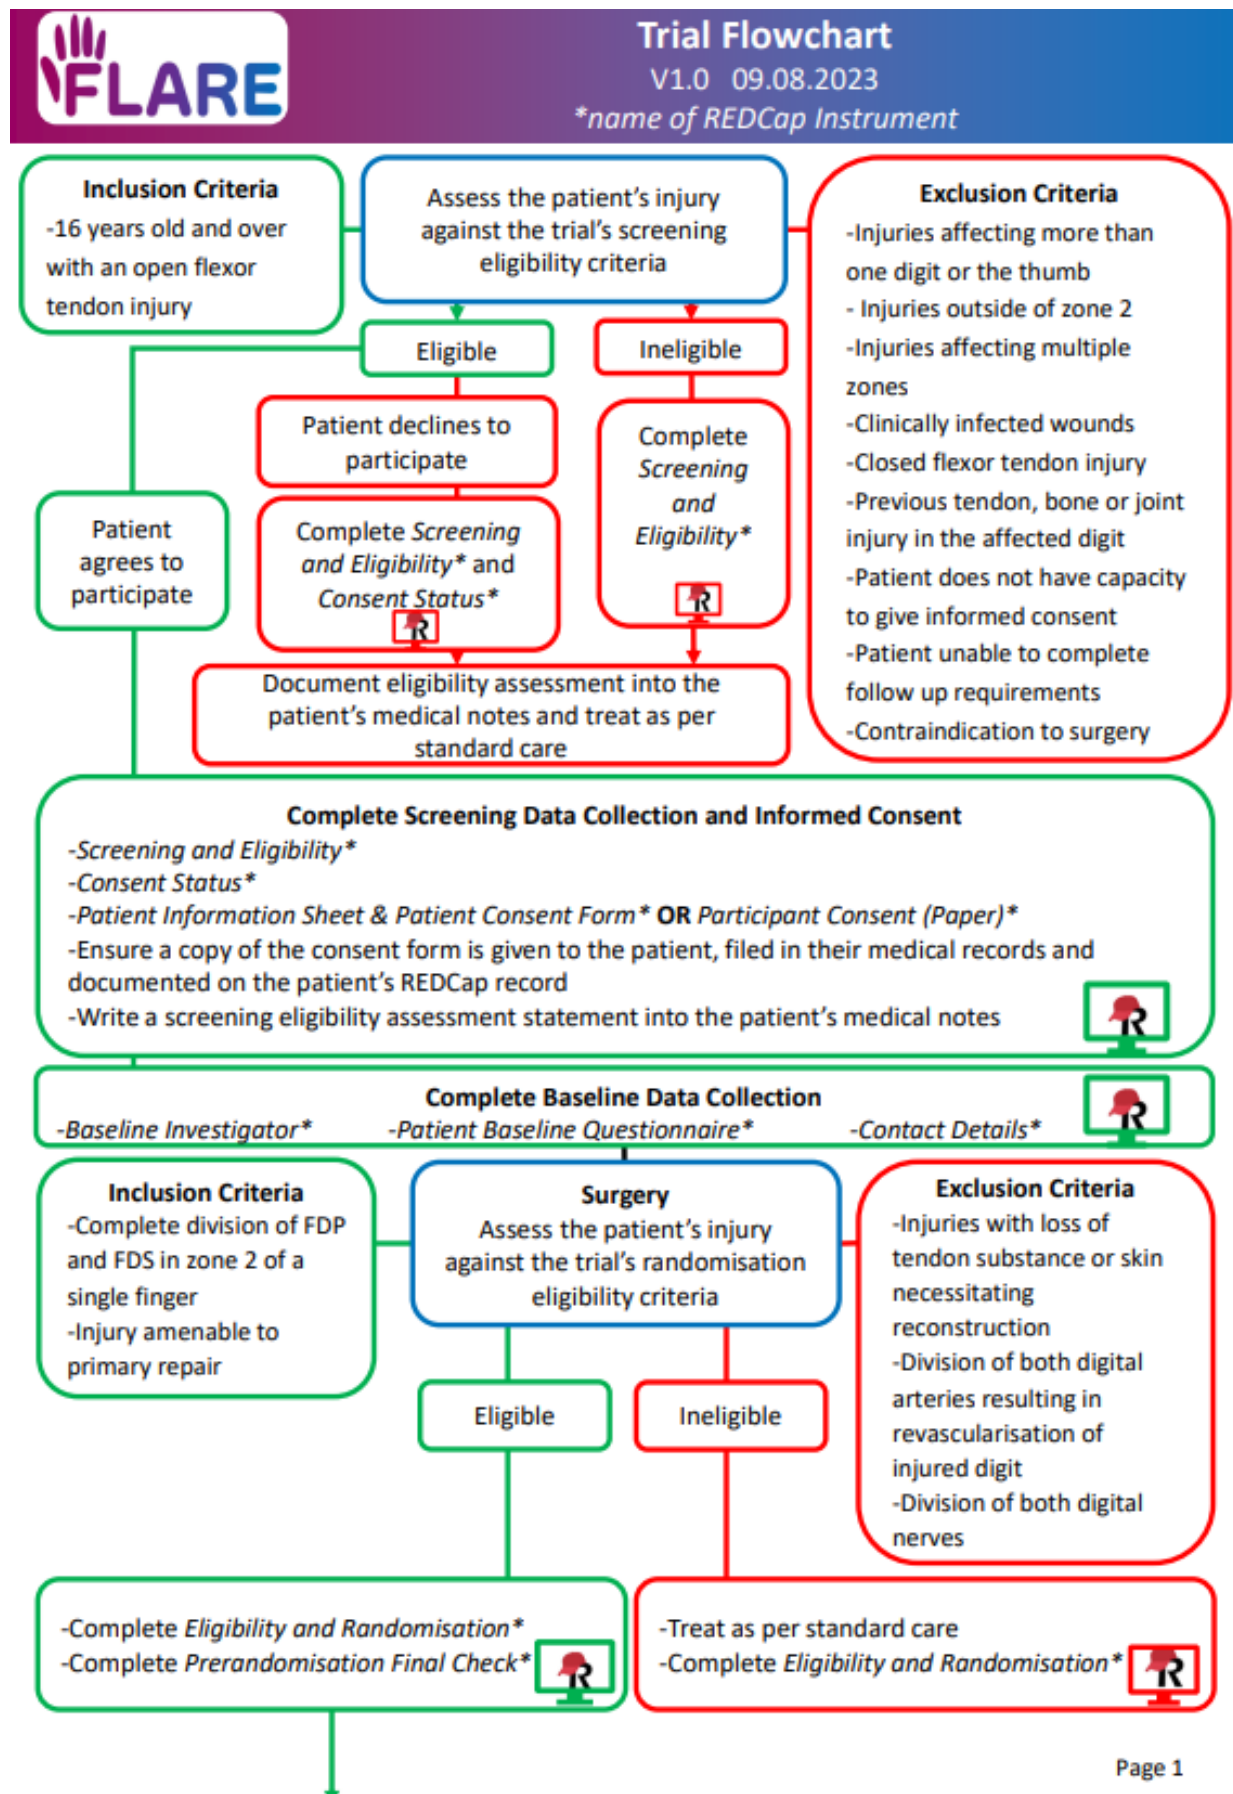 FLARE
Trial Flowchart
V1.0 09.08.2023
*name of REDCap Instrument
Inclusion Criteria
-16 years old and over
with an open flexor
tendon injury
Assess the patient's injury
against the trial's screening
eligibility criteria
Exclusion Criteria
-Injuries affecting more than
one digit or the thumb
- Injuries outside of zone 2
-Injuries affecting multiple
zones
-Clinically infected wounds
-Closed flexor tendon injury
-Previous tendon, bone or joint
injury in the affected digit
-Patient does not have capacity
to give informed consent
-Patient unable to complete
follow up requirements
-Contraindication to surgery
Eligible
Ineligible
Patient declines to
participate
Complete
Screening
and
Eligibility*
R
Patient
agrees to
participate
Complete Screening
and Eligibility* and
Consent Status*
R
Document eligibility assessment into the
patient's medical notes and treat as per
standard care
Complete Screening Data Collection and Informed Consent
-Screening and Eligibility*
-Consent Status*
-Patient Information Sheet & Patient Consent Form* OR Participant Consent (Paper)*
-Ensure a copy of the consent form is given to the patient, filed in their medical records and
documented on the patient's REDCap record
-Write a screening eligibility assessment statement into the patient's medical notes
R
Complete Baseline Data Collection
-Baseline Investigator* -Patient Baseline Questionnaire* -Contact Details*
R
Inclusion Criteria
-Complete division of FDP
and FDS in zone 2 of a
single finger
-Injury amenable to
primary repair
Surgery
Assess the patient's injury
against the trial's randomisation
eligibility criteria
Exclusion Criteria
-Injuries with loss of
tendon substance or skin
necessitating
reconstruction
-Division of both digital
arteries resulting in
revascularisation of
injured digit
-Division of both digital
nerves
Eligible
Ineligible
-Complete Eligibility and Randomisation*
-Complete Prerandomisation Final Check*
R
-Treat as per standard care
-Complete Eligibility and Randomisation*
R
Page 1